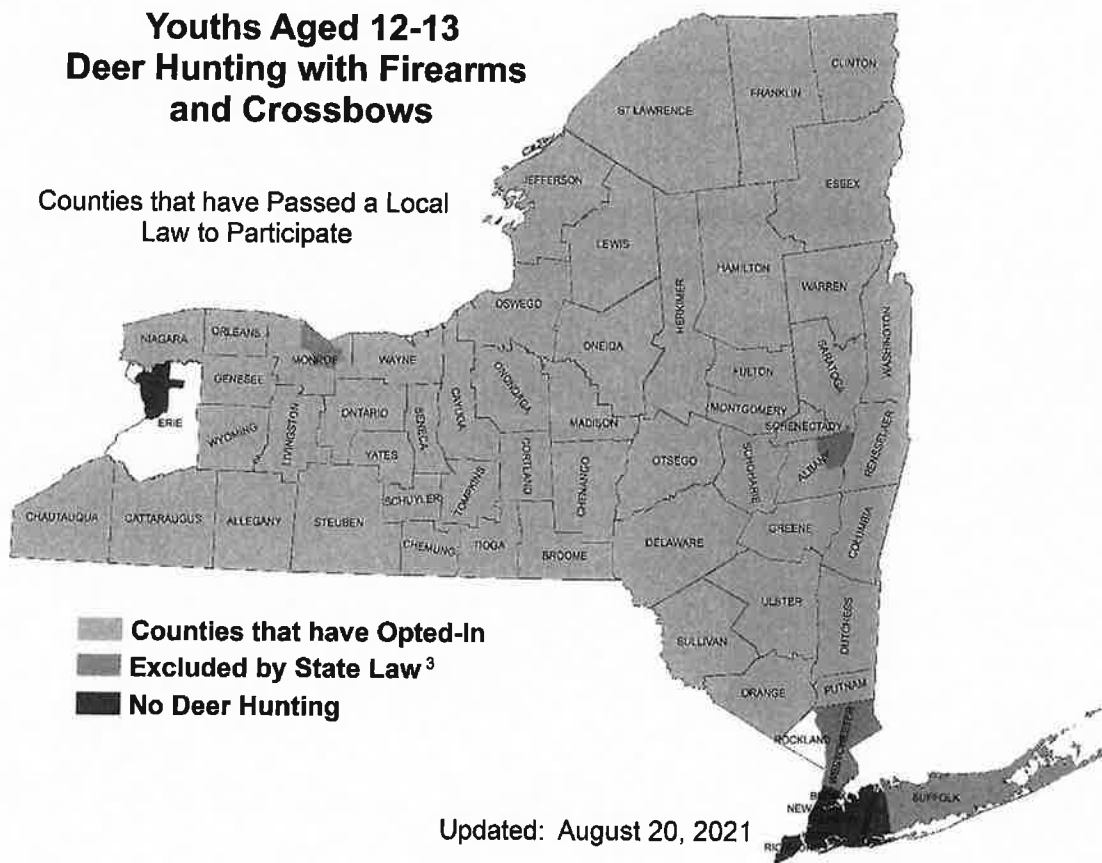 Youths Aged 12-13
Deer Hunting with Firearms
and Crossbows
Counties that have Passed a Local
Law to Participate
CLINTON
FRANKLIN
ST LAWRENCE
ESSEX
JEFFERSON
LEWIS
HAMILTON
WARREN
HERKIMER
OSWEGO
WASHINGTON
ONEIDA
SARATOGA
NIAGARA
ORLEANS
MONROE
WAYNE
FULTON
GENESEE
ONONDAGA
CAYUGA
MONTGOMERY
ONTARIO
SENECA
MADISON
SCHENECTADY
ERIE
WYOMING
LIVINGSTON
YATES
CORTLAND
OTSEGO
SCHOHARIE
ALBANY
RENSSELAER
CHENANGO
TOMPKINS
SCHUYLER
CHAUTAUQUA
CATTARAUGUS
ALLEGANY
STEUBEN
CHEMUNG
TIOGA
BROOME
DELAWARE
GREENE
COLUMBIA
ULSTER
DUTCHESS
SULLIVAN
ORANGE
PUTNAM
ROCKLAND
WESTCHESTER
SUFFOLK
Counties that have Opted-In
Excluded by State Law 3
No Deer Hunting
Updated: August 20, 2021